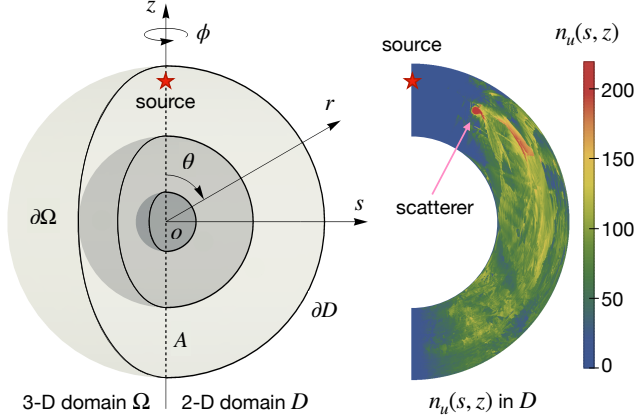 z
ϕ
source
r
θ
s
∂Ω
o
∂D
A
3-D domain Ω
2-D domain D
n_u(s, z)
source
200
150
scatterer
100
50
0
n_u(s, z) in D